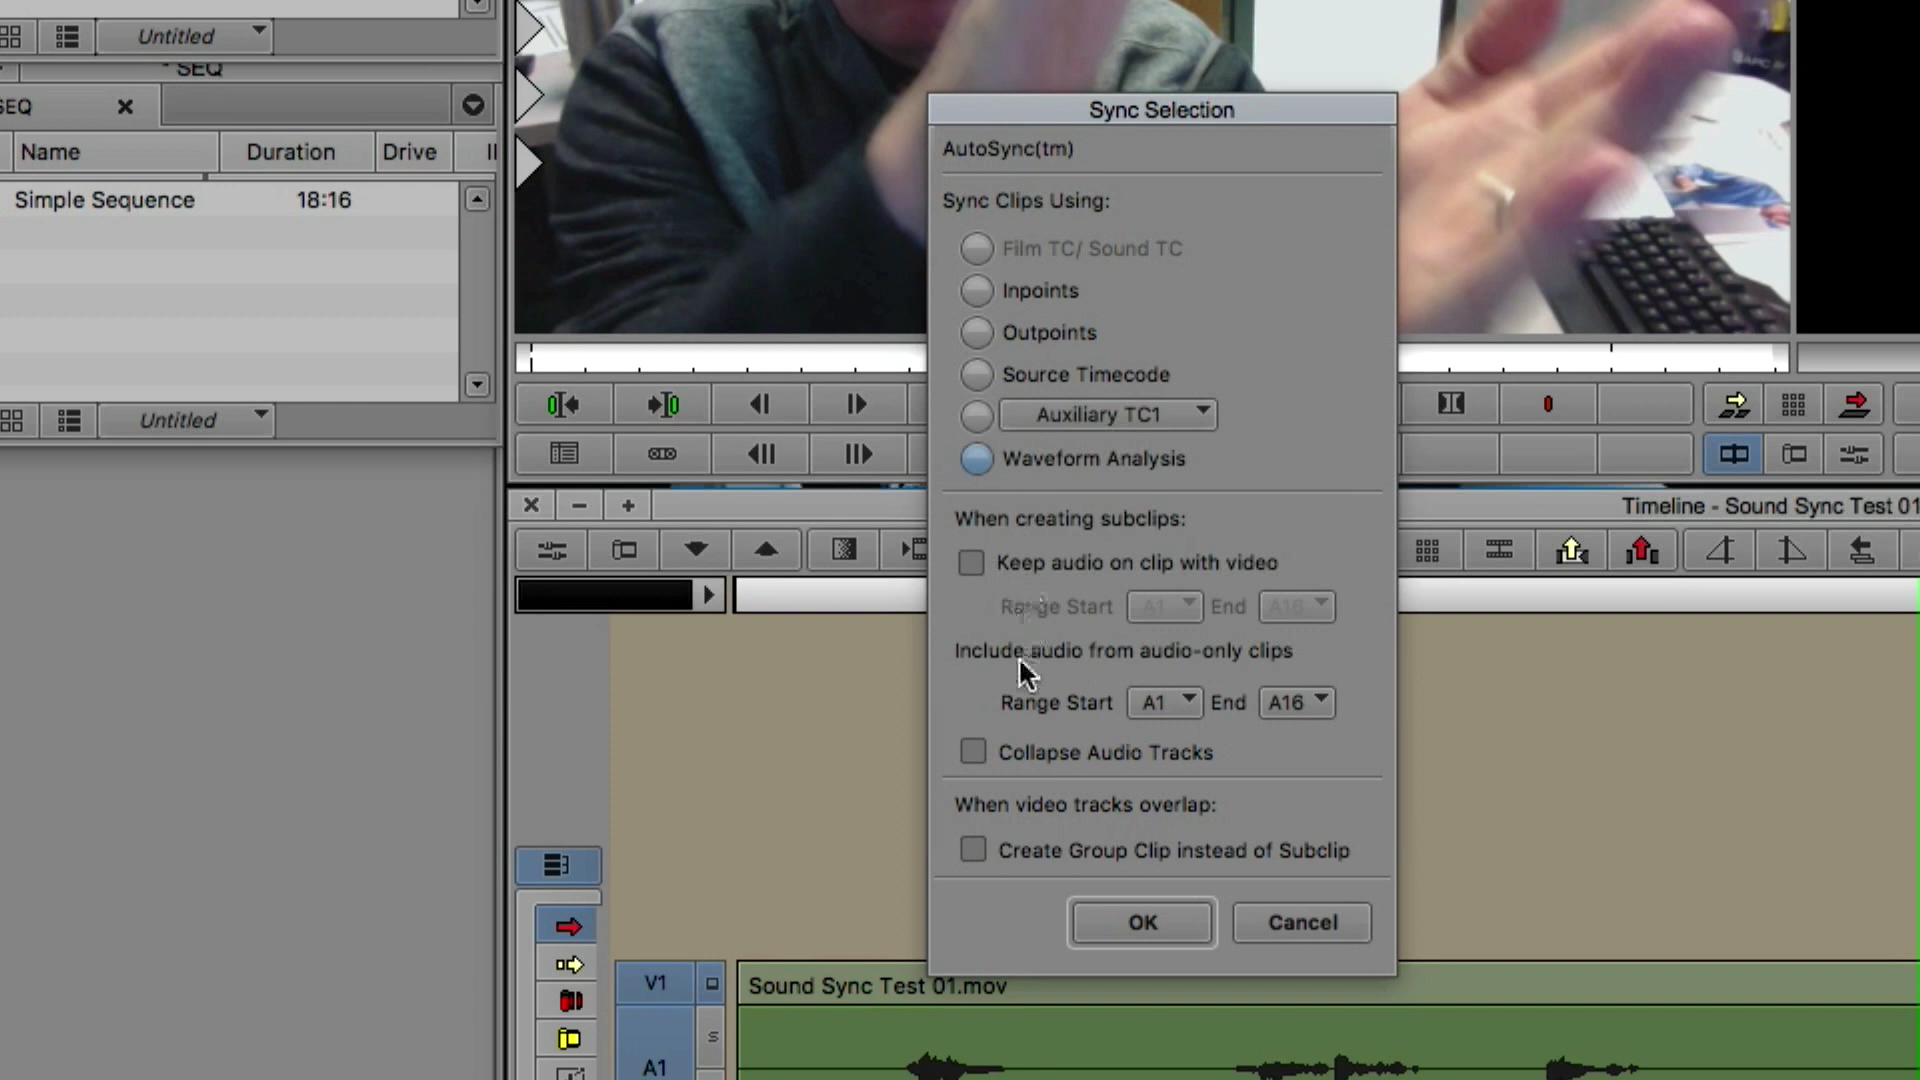 Untitled
SEQ
SEQ
Name Duration Drive
Simple Sequence 18:16
Untitled
Sync Selection
AutoSync(tm)
Sync Clips Using:
Film TC/ Sound TC
Inpoints
Outpoints
Source Timecode
Auxiliary TC1
Waveform Analysis
When creating subclips:
Keep audio on clip with video
Range Start A1 End A16
Include audio from audio-only clips
Range Start A1 End A16
Collapse Audio Tracks
When video tracks overlap:
Create Group Clip instead of Subclip
OK Cancel
Timeline - Sound Sync Test 01
V1 Sound Sync Test 01.mov
S
A1